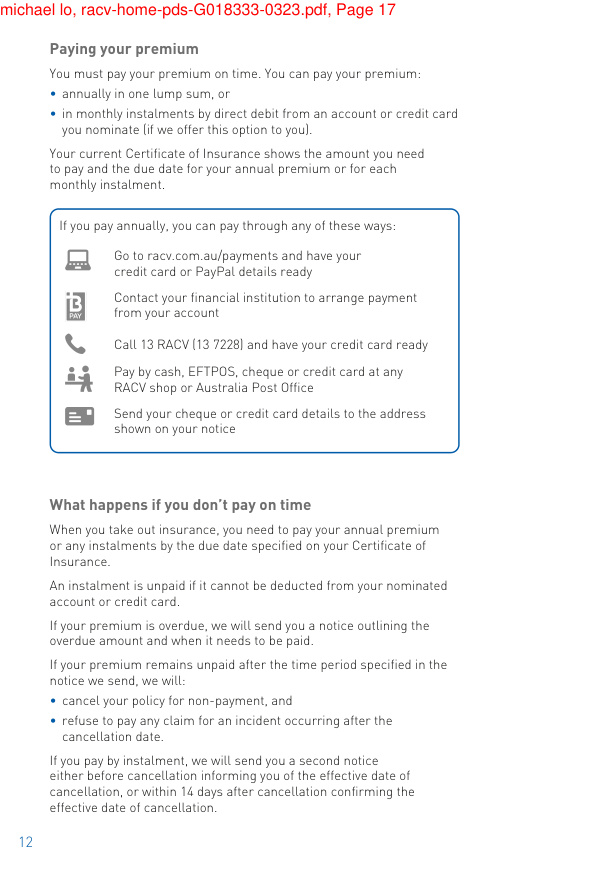 michael lo, racv-home-pds-G018333-0323.pdf, Page 17
Paying your premium
You must pay your premium on time. You can pay your premium:
• annually in one lump sum, or
• in monthly instalments by direct debit from an account or credit card
you nominate (if we offer this option to you).
Your current Certificate of Insurance shows the amount you need
to pay and the due date for your annual premium or for each
monthly instalment.
If you pay annually, you can pay through any of these ways:
Go to racv.com.au/payments and have your
credit card or PayPal details ready
B
PAY
Contact your financial institution to arrange payment
from your account
Call 13 RACV (13 7228) and have your credit card ready
Pay by cash, EFTPOS, cheque or credit card at any
RACV shop or Australia Post Office
Send your cheque or credit card details to the address
shown on your notice
What happens if you don’t pay on time
When you take out insurance, you need to pay your annual premium
or any instalments by the due date specified on your Certificate of
Insurance.
An instalment is unpaid if it cannot be deducted from your nominated
account or credit card.
If your premium is overdue, we will send you a notice outlining the
overdue amount and when it needs to be paid.
If your premium remains unpaid after the time period specified in the
notice we send, we will:
• cancel your policy for non-payment, and
• refuse to pay any claim for an incident occurring after the
cancellation date.
If you pay by instalment, we will send you a second notice
either before cancellation informing you of the effective date of
cancellation, or within 14 days after cancellation confirming the
effective date of cancellation.
12